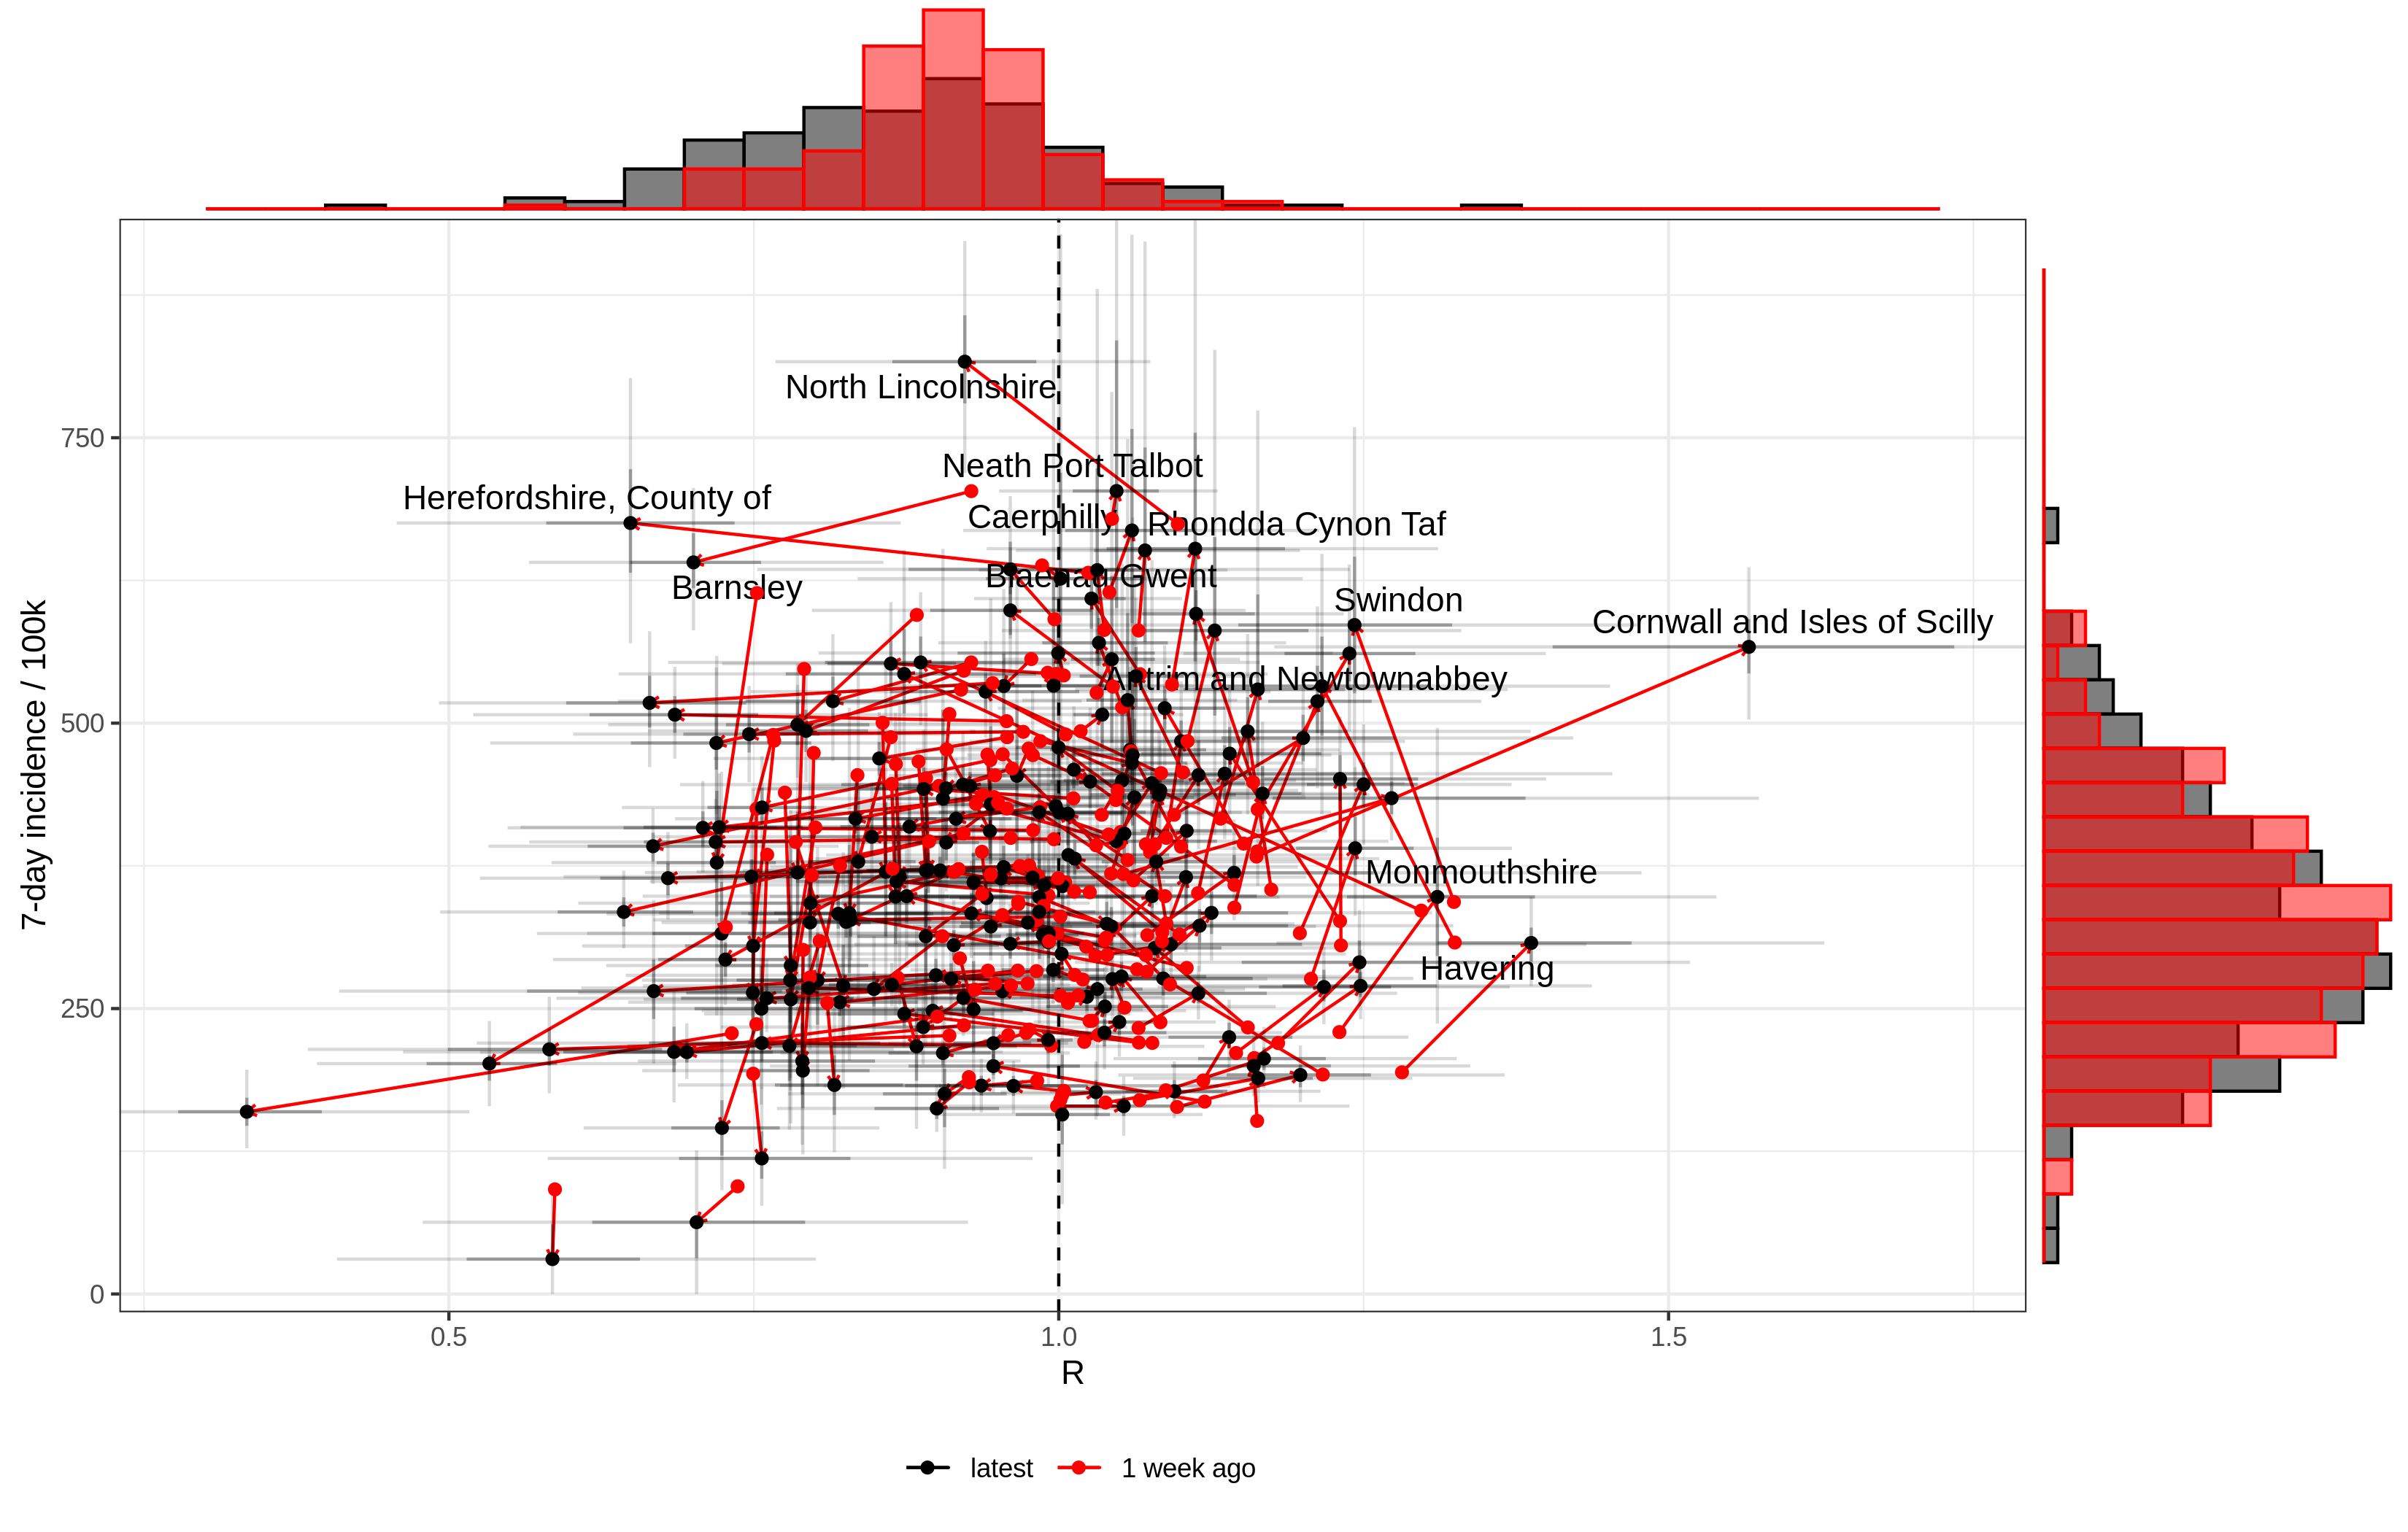 North Lincolnshire
750
Neath Port Talbot
Herefordshire, County of
Caerphilly
Rhondda Cynon Taf
Blaenau Gwent
Barnsley
Swindon
Cornwall and Isles of Scilly
Antrim and Newtownabbey
500
7-day incidence / 100k
Monmouthshire
Havering
250
0
0.5
1.0
1.5
R
latest
1 week ago